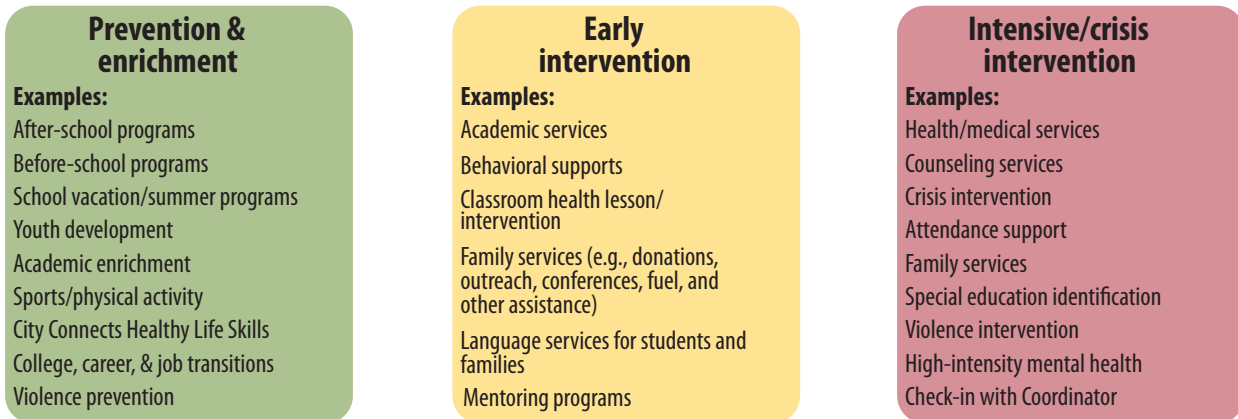 Prevention &
enrichment
Examples:
After-school programs
Before-school programs
School vacation/summer programs
Youth development
Academic enrichment
Sports/physical activity
City Connects Healthy Life Skills
College, career, & job transitions
Violence prevention
Early
intervention
Examples:
Academic services
Behavioral supports
Classroom health lesson/
intervention
Family services (e.g., donations,
outreach, conferences, fuel, and
other assistance)
Language services for students and
families
Mentoring programs
Intensive/crisis
intervention
Examples:
Health/medical services
Counseling services
Crisis intervention
Attendance support
Family services
Special education identification
Violence intervention
High-intensity mental health
Check-in with Coordinator